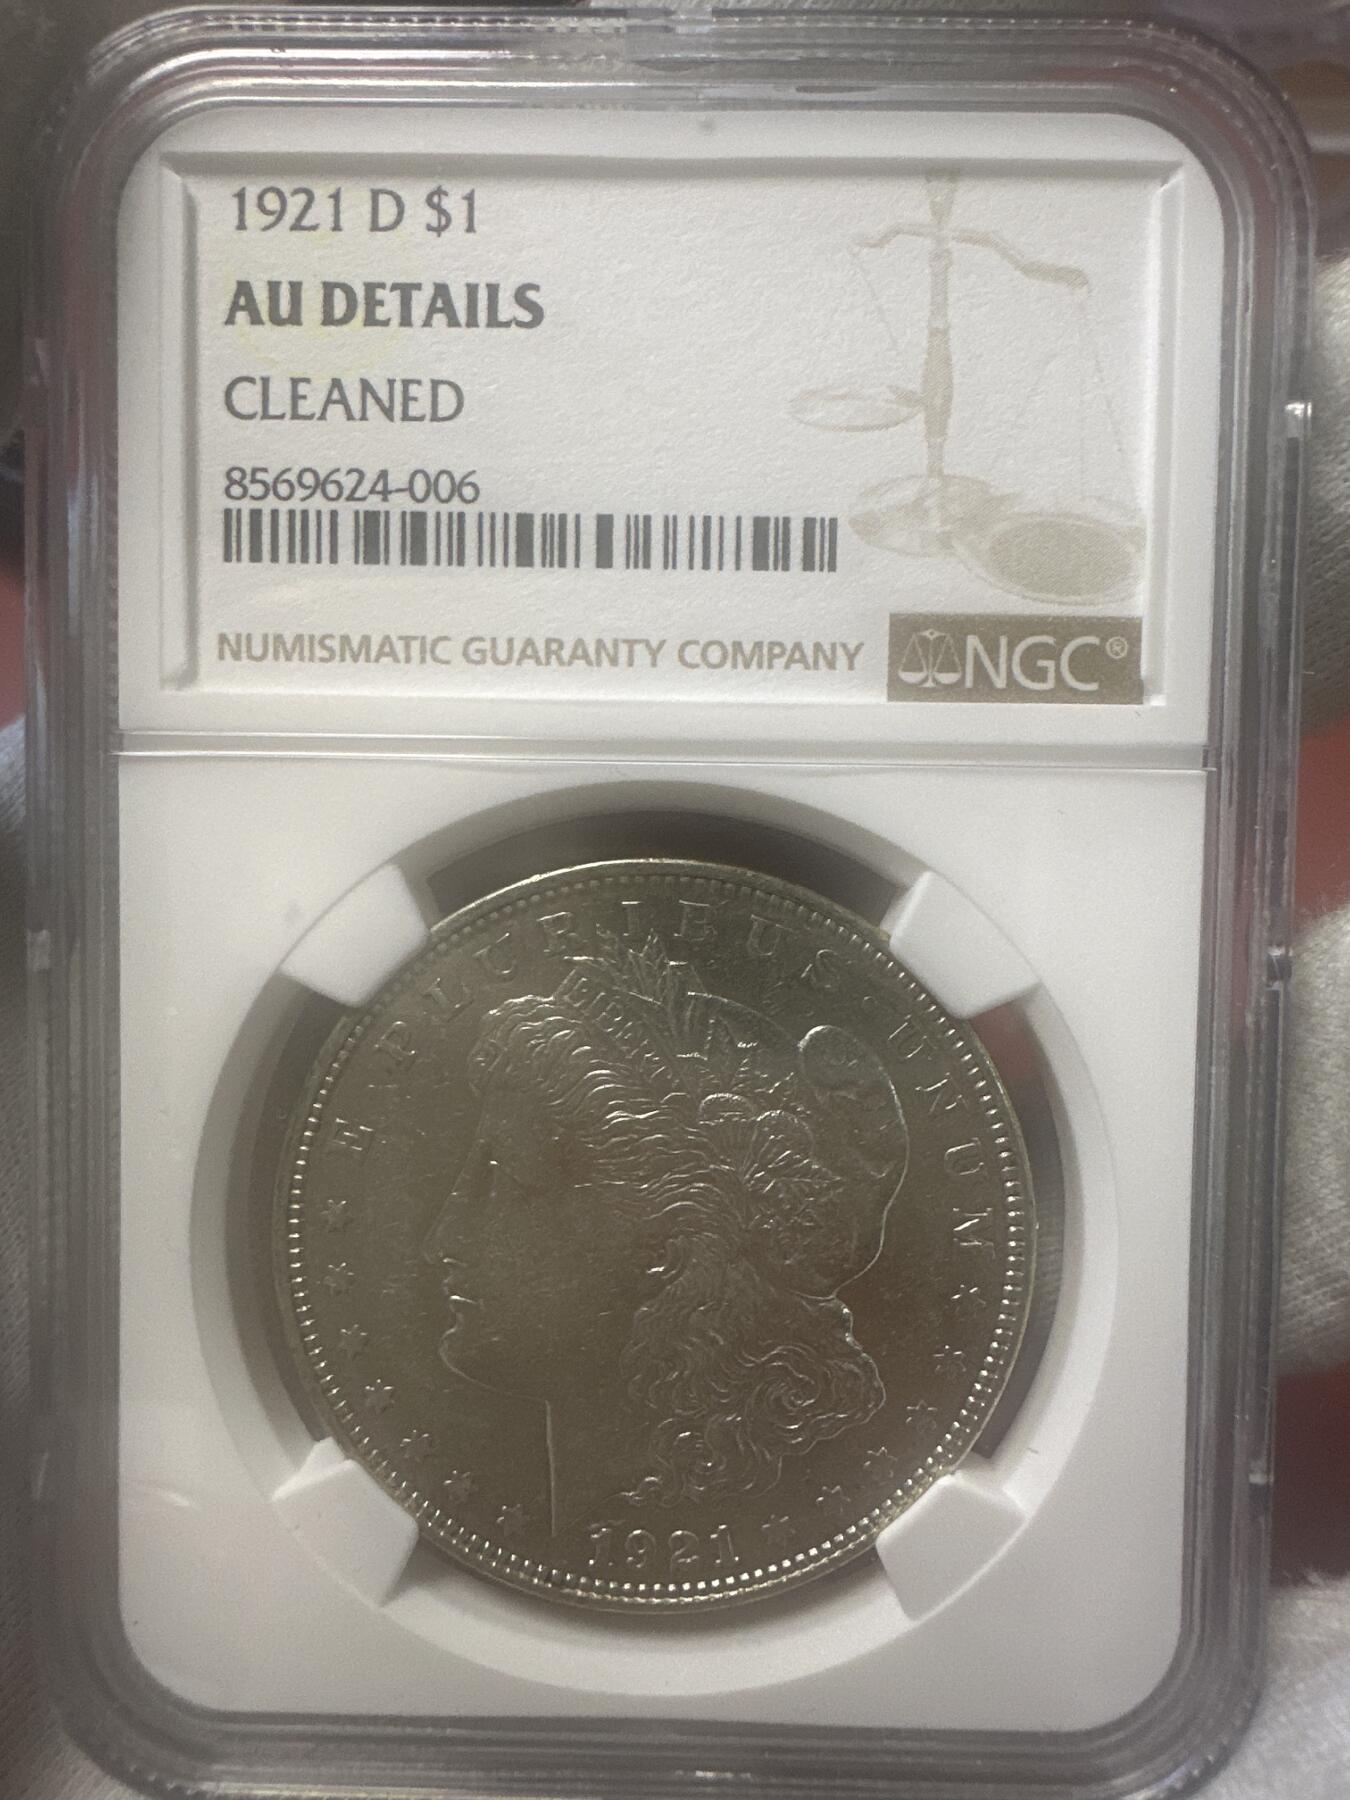 1921 D $1
AU DETAILS
CLEANED
8569624-006
NUMISMATIC GUARANTY COMPANY NGC®
E PLURIBUS · UNUM
LIBERTY
1921